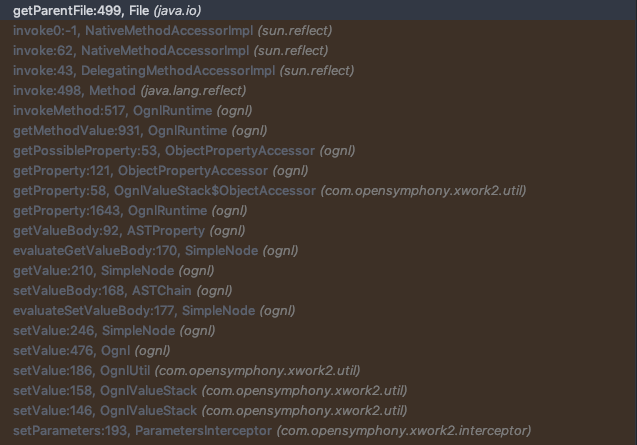 getParentFile:499, File (java.io)
invoke0:-1, NativeMethodAccessorImpl (sun.reflect)
invoke:62, NativeMethodAccessorImpl (sun.reflect)
invoke:43, DelegatingMethodAccessorImpl (sun.reflect)
invoke:498, Method (java.lang.reflect)
invokeMethod:517, OgnlRuntime (ognl)
getMethodValue:931, OgnlRuntime (ognl)
getPossibleProperty:53, ObjectPropertyAccessor (ognl)
getProperty:121, ObjectPropertyAccessor (ognl)
getProperty:58, OgnlValueStack$ObjectAccessor (com.opensymphony.xwork2.util)
getProperty:1643, OgnlRuntime (ognl)
getValueBody:92, ASTProperty (ognl)
evaluateGetValueBody:170, SimpleNode (ognl)
getValue:210, SimpleNode (ognl)
setValueBody:168, ASTChain (ognl)
evaluateSetValueBody:177, SimpleNode (ognl)
setValue:246, SimpleNode (ognl)
setValue:476, Ognl (ognl)
setValue:186, OgnlUtil (com.opensymphony.xwork2.util)
setValue:158, OgnlValueStack (com.opensymphony.xwork2.util)
setValue:146, OgnlValueStack (com.opensymphony.xwork2.util)
setParameters:193, ParametersInterceptor (com.opensymphony.xwork2.interceptor)